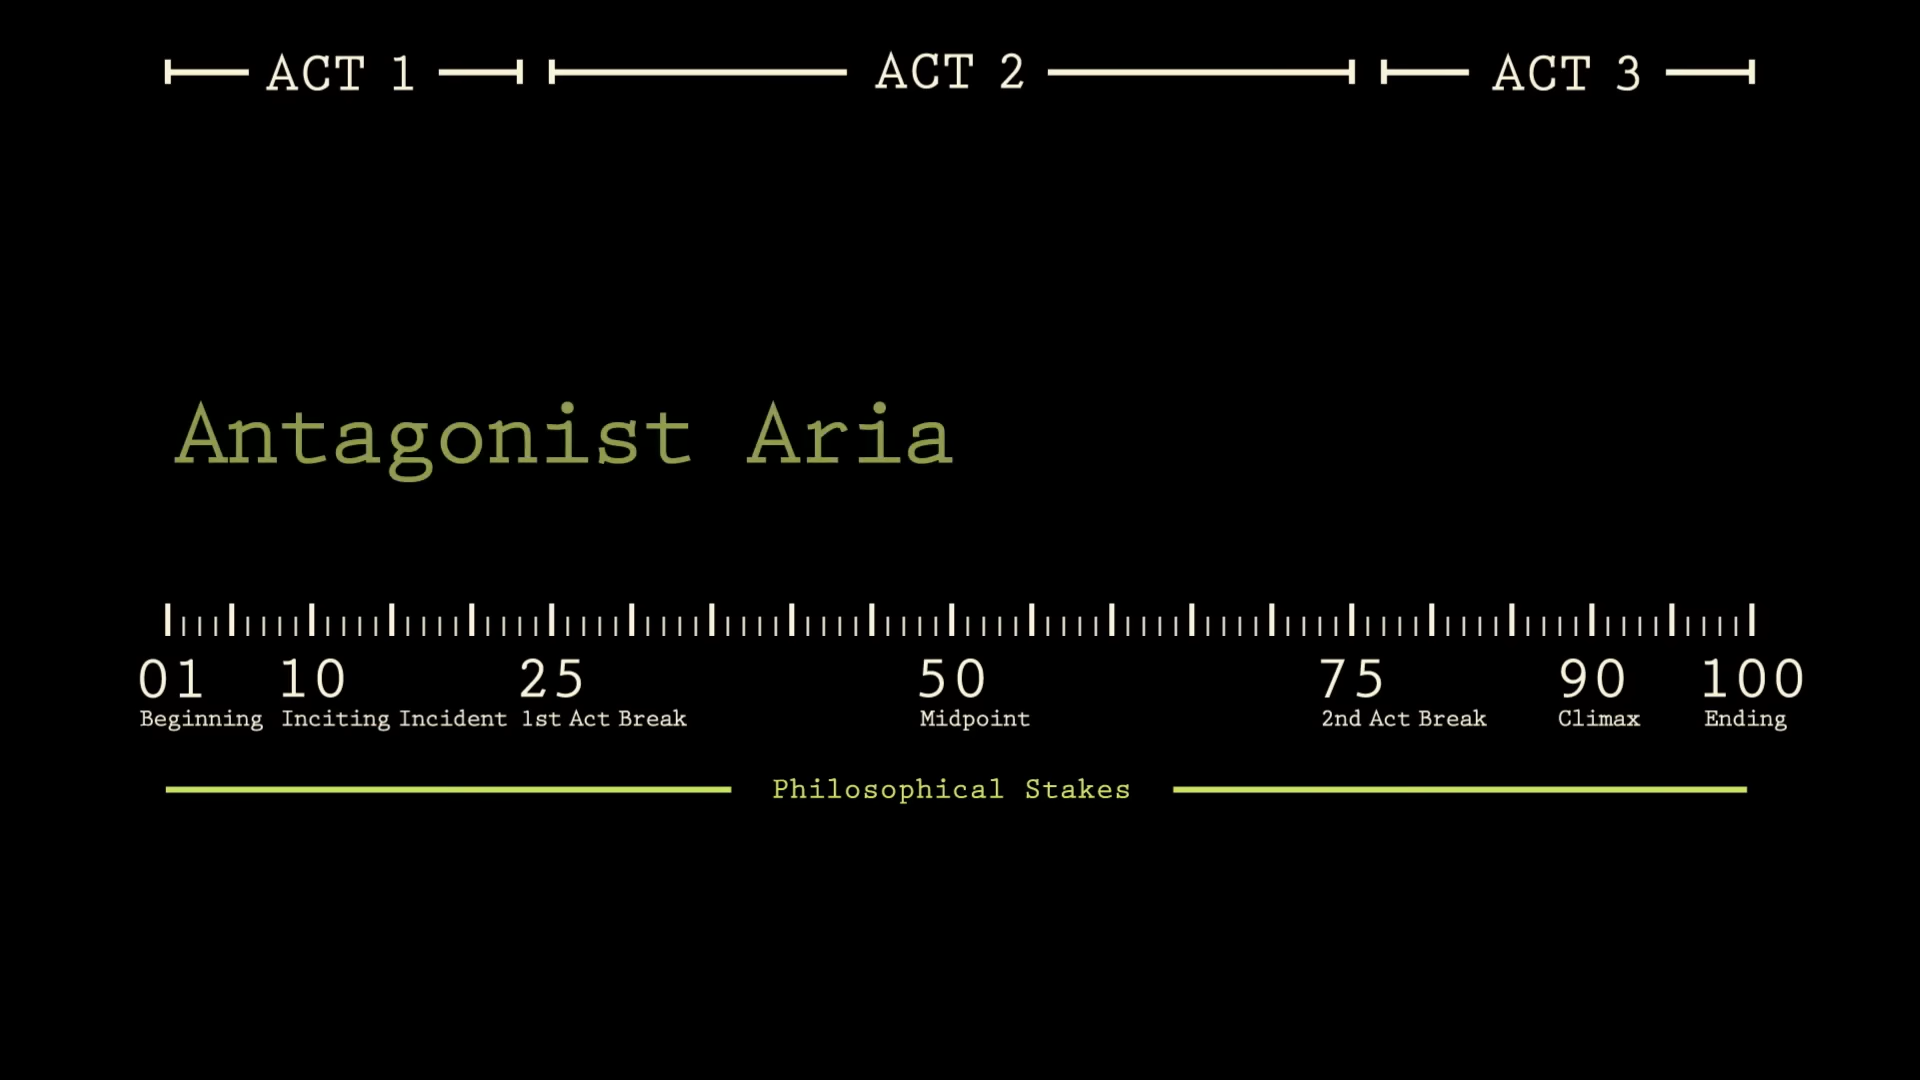 ACT 1 ACT 2 ACT 3
Antagonist Aria
01 10 25 50 75 90 100
Beginning Inciting Incident 1st Act Break Midpoint 2nd Act Break Climax Ending
Philosophical Stakes